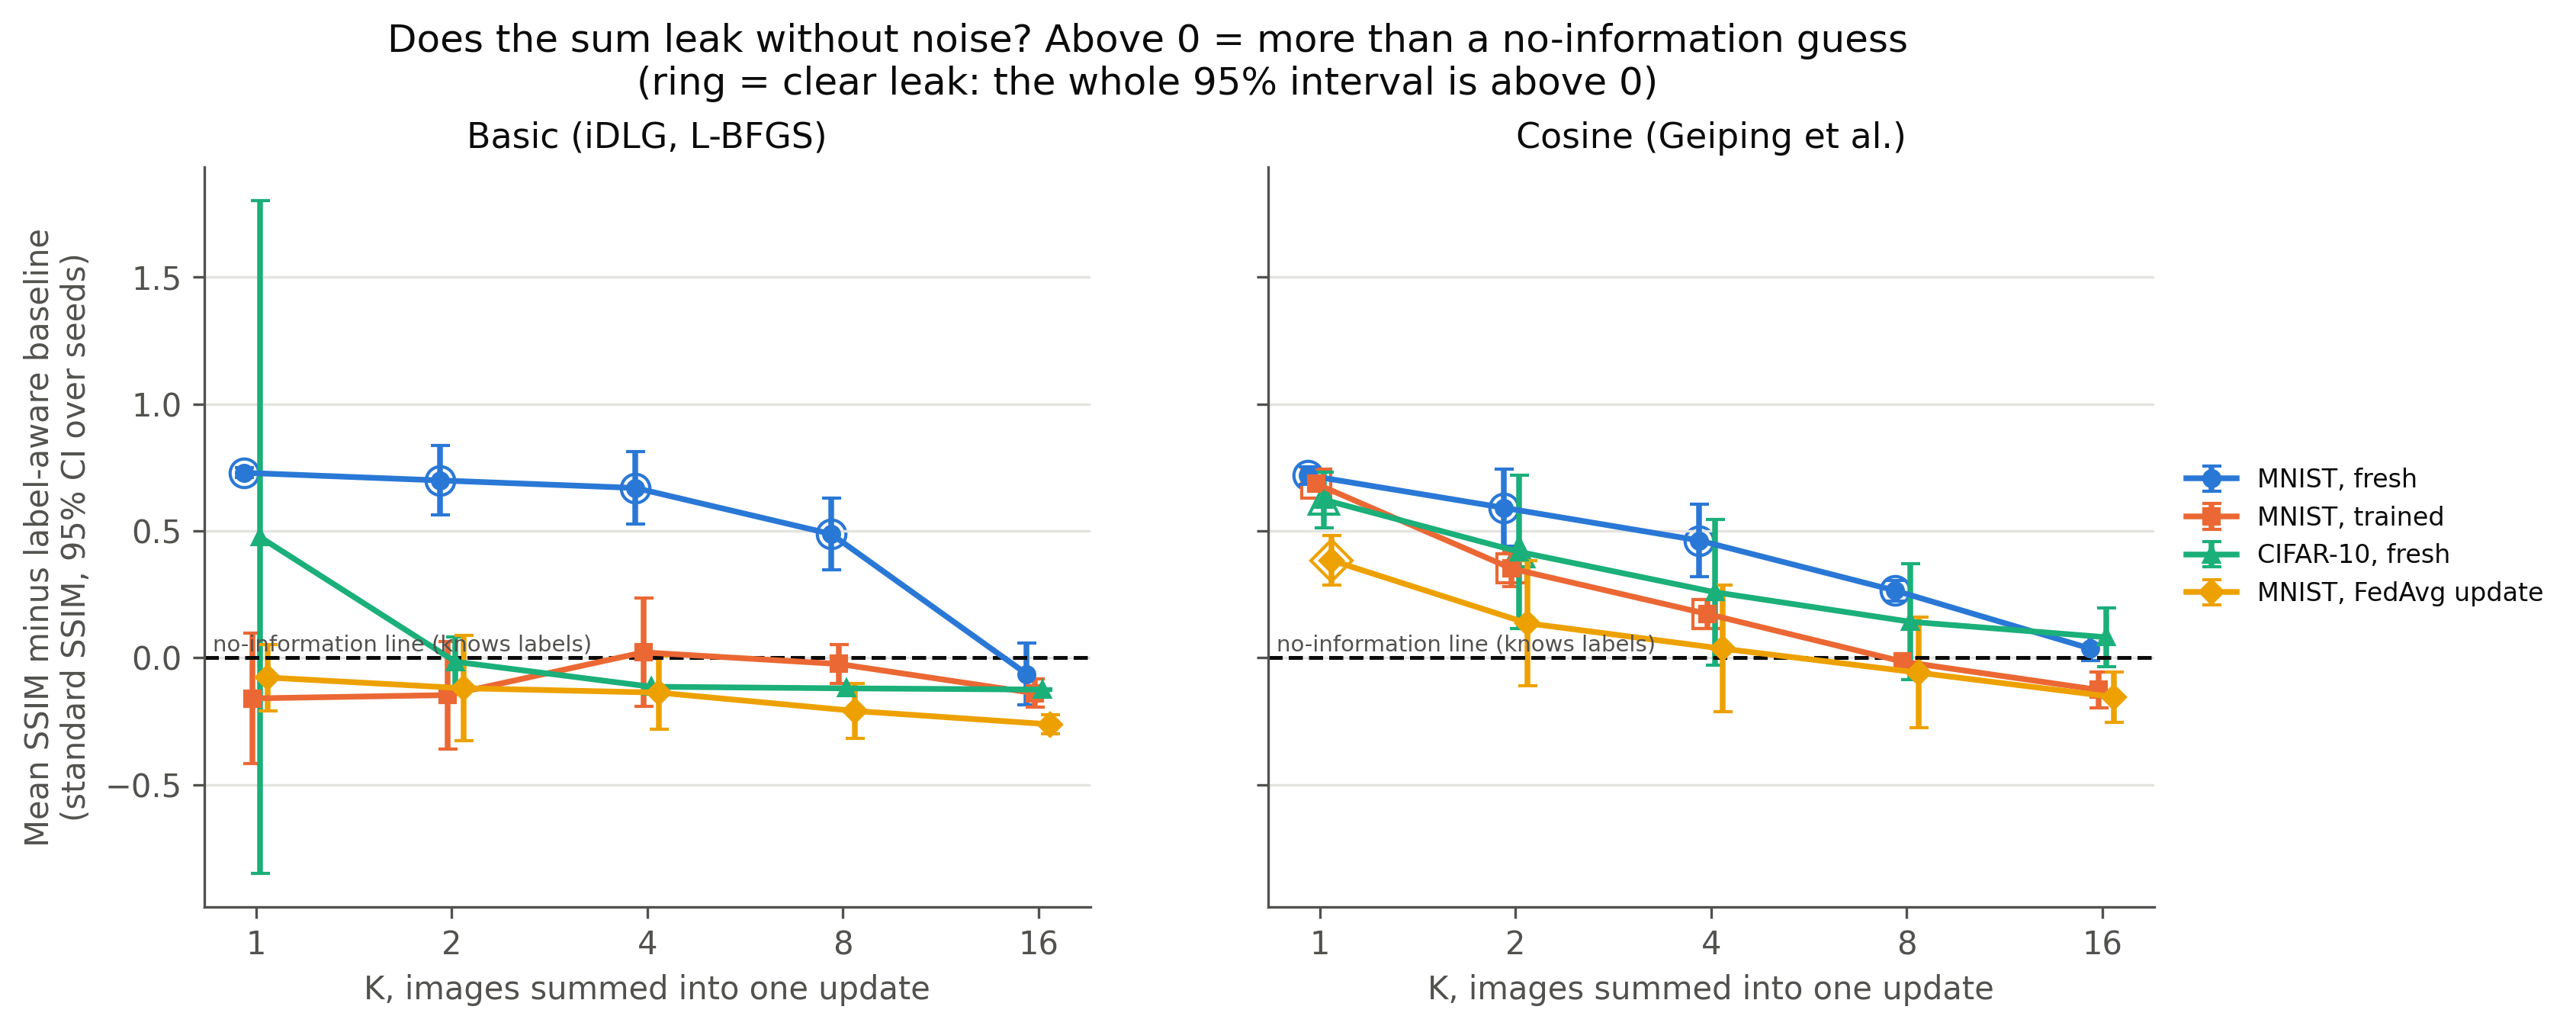 Does the sum leak without noise? Above 0 = more than a no-information guess
(ring = clear leak: the whole 95% interval is above 0)
Basic (iDLG, L-BFGS)
Mean SSIM minus label-aware baseline
(standard SSIM, 95% CI over seeds)
1.5
1.0
0.5
0.0
−0.5
no-information line (knows labels)
1 2 4 8 16
K, images summed into one update
Cosine (Geiping et al.)
no-information line (knows labels)
1 2 4 8 16
K, images summed into one update
MNIST, fresh
MNIST, trained
CIFAR-10, fresh
MNIST, FedAvg update